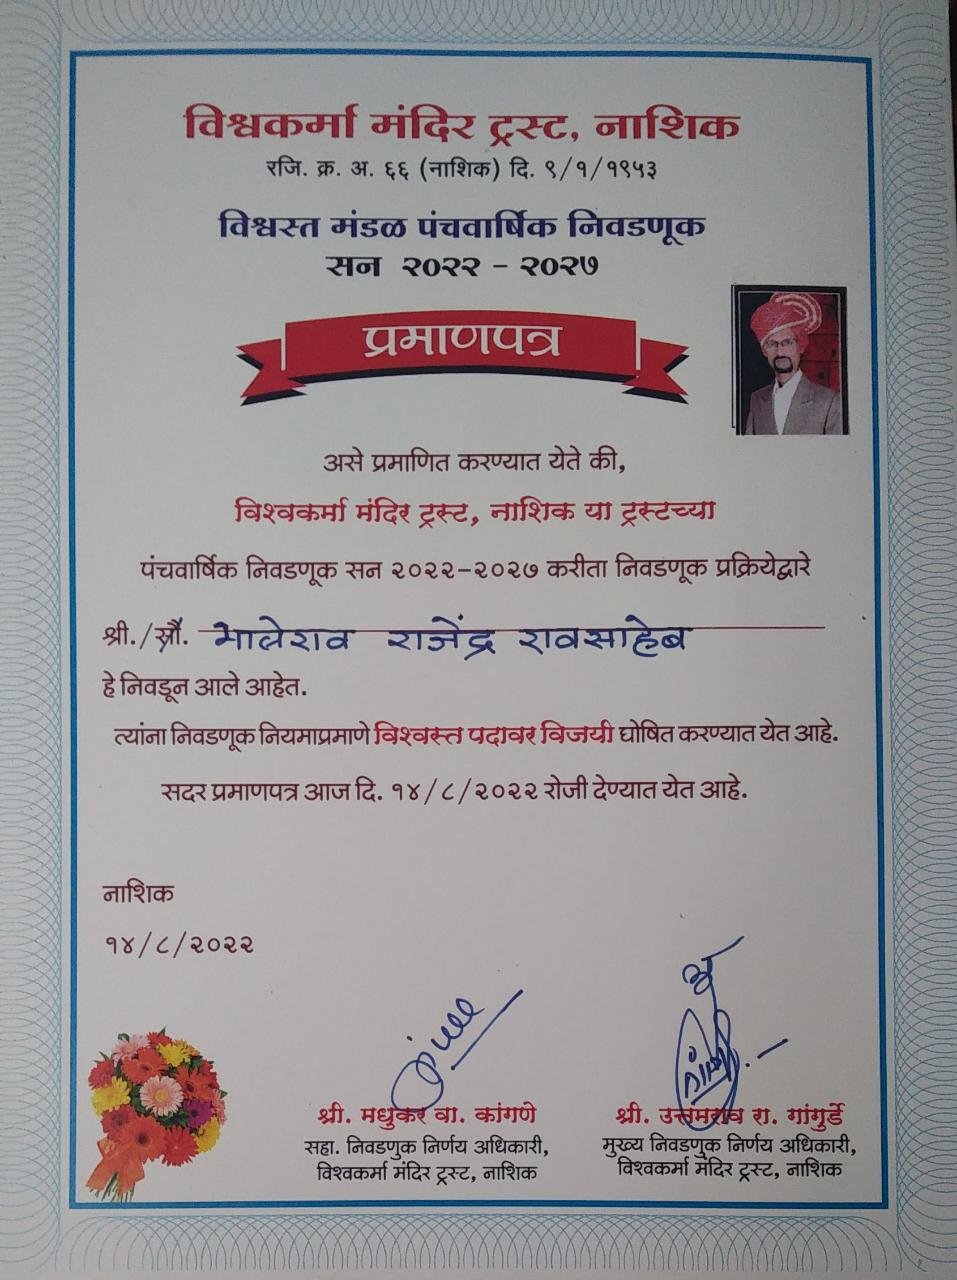 विश्वकर्मा मंदिर ट्रस्ट, नाशिक
रजि. क्र. अ. ६६ (नाशिक) दि. ९/१/१९५३
विश्वस्त मंडळ पंचवार्षिक निवडणूक
सन २०२२ - २०२७
प्रमाणपत्र
असे प्रमाणित करण्यात येते की,
विश्वकर्मा मंदिर ट्रस्ट, नाशिक या ट्रस्टच्या
पंचवार्षिक निवडणूक सन २०२२-२०२७ करीता निवडणूक प्रक्रियेद्वारे
श्री./सौ. भालेराव राजेंद्र रावसाहेब
हे निवडून आले आहेत.
त्यांना निवडणूक नियमाप्रमाणे विश्वस्त पदावर विजयी घोषित करण्यात येत आहे.
सदर प्रमाणपत्र आज दि. १४/८/२०२२ रोजी देण्यात येत आहे.
नाशिक
१४/८/२०२२
श्री. मधुकर वा. कांगणे
सहा. निवडणुक निर्णय अधिकारी,
विश्वकर्मा मंदिर ट्रस्ट, नाशिक
श्री. उत्तमराव रा. गांगुर्डे
मुख्य निवडणुक निर्णय अधिकारी,
विश्वकर्मा मंदिर ट्रस्ट, नाशिक